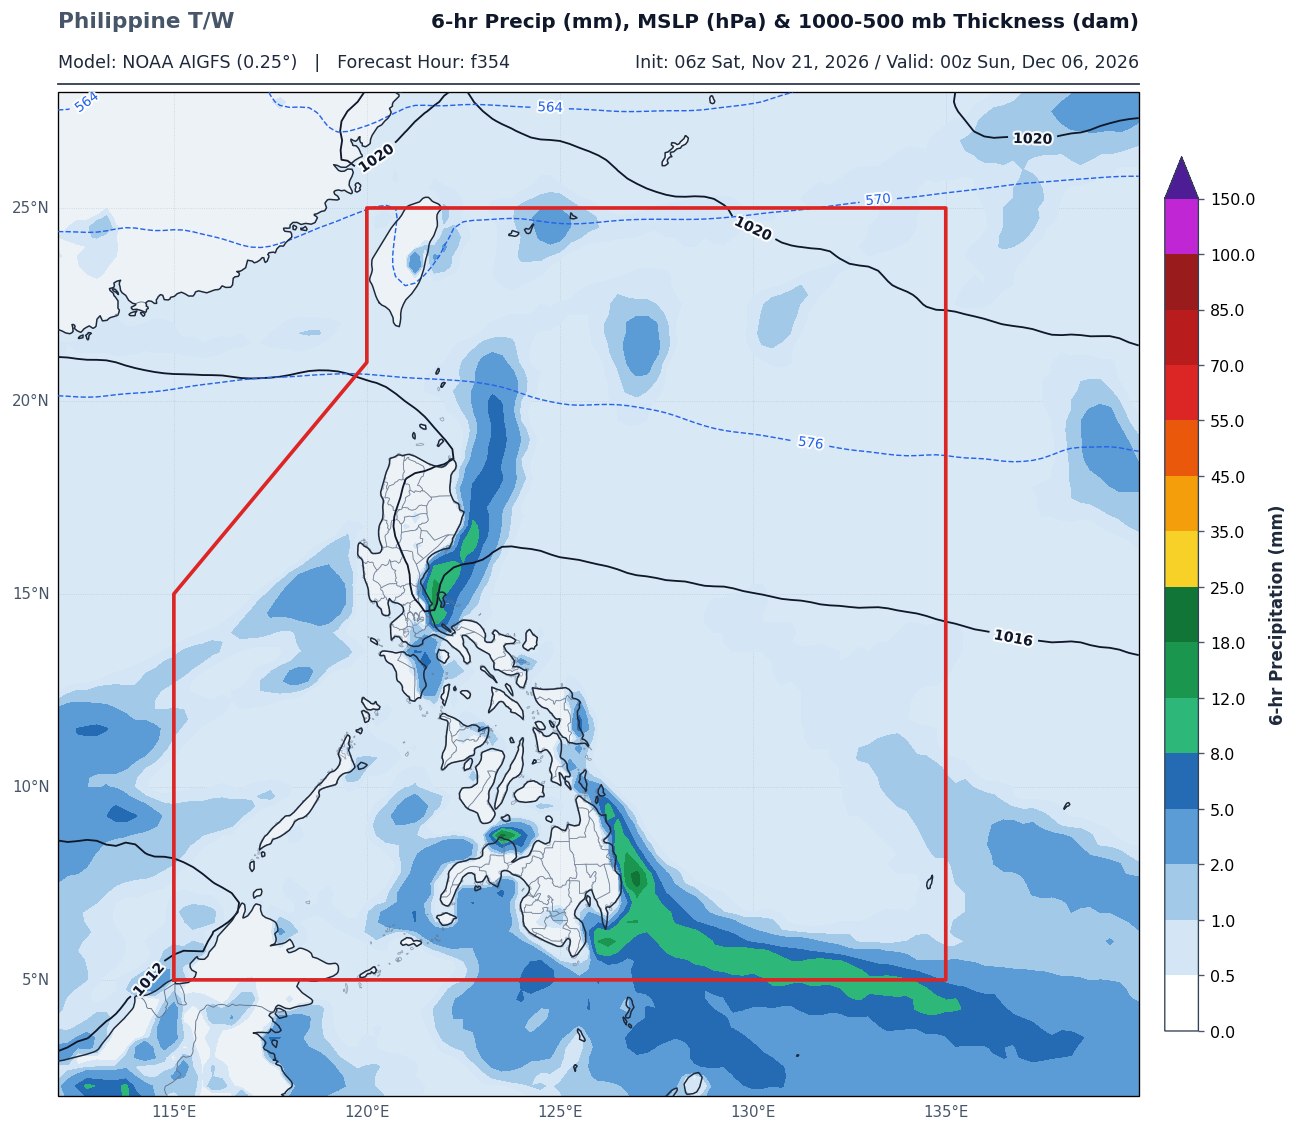 Philippine T/W
6-hr Precip (mm), MSLP (hPa) & 1000-500 mb Thickness (dam)
Model: NOAA AIGFS (0.25°) | Forecast Hour: f354
Init: 06z Sat, Nov 21, 2026 / Valid: 00z Sun, Dec 06, 2026
564
564
1020
1020
570
1020
576
1016
1012
25°N
20°N
15°N
10°N
5°N
115°E
120°E
125°E
130°E
135°E
150.0
100.0
85.0
70.0
55.0
45.0
35.0
25.0
18.0
12.0
8.0
5.0
2.0
1.0
0.5
0.0
6-hr Precipitation (mm)